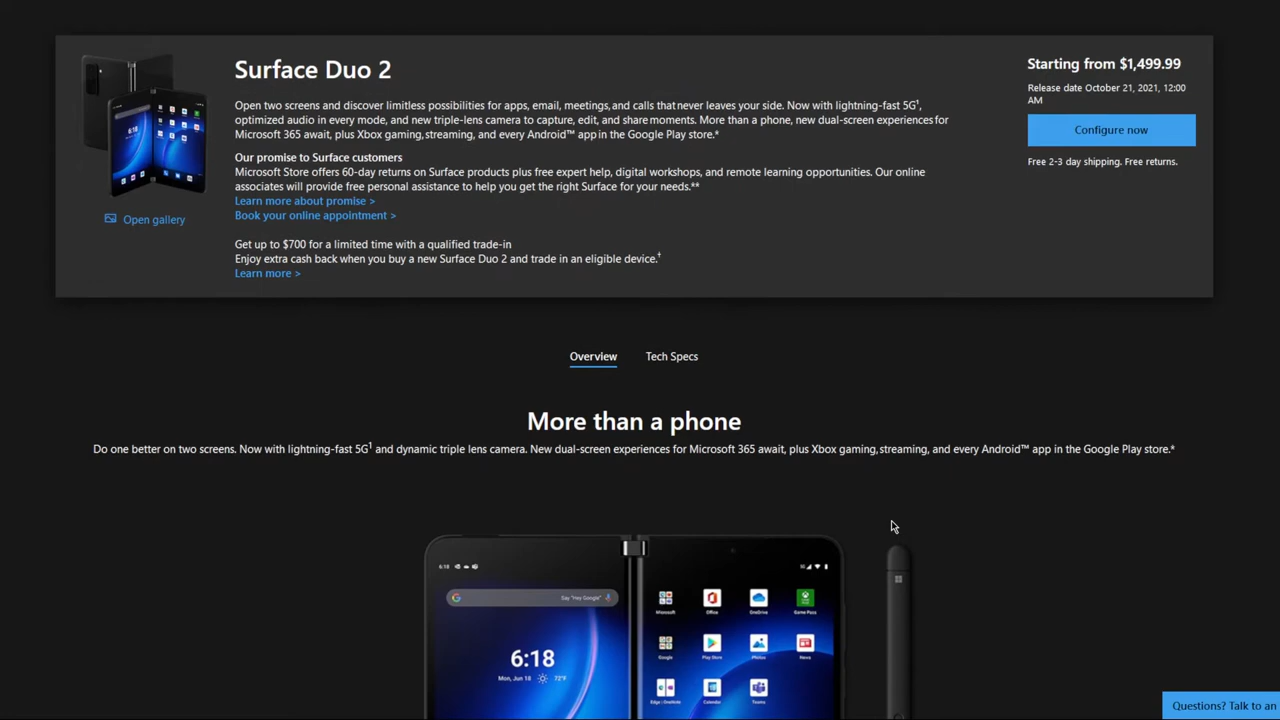 Surface Duo 2
Open two screens and discover limitless possibilities for apps, email, meetings, and calls that never leaves your side. Now with lightning-fast 5G¹,
optimized audio in every mode, and new triple-lens camera to capture, edit, and share moments. More than a phone, new dual-screen experiences for
Microsoft 365 await, plus Xbox gaming, streaming, and every Android™ app in the Google Play store.*
Our promise to Surface customers
Microsoft Store offers 60-day returns on Surface products plus free expert help, digital workshops, and remote learning opportunities. Our online
associates will provide free personal assistance to help you get the right Surface for your needs.**
Learn more about promise >
Book your online appointment >
Get up to $700 for a limited time with a qualified trade-in
Enjoy extra cash back when you buy a new Surface Duo 2 and trade in an eligible device.†
Learn more >
Open gallery
Starting from $1,499.99
Release date October 21, 2021, 12:00
AM
Configure now
Free 2-3 day shipping. Free returns.
Overview
Tech Specs
More than a phone
Do one better on two screens. Now with lightning-fast 5G¹ and dynamic triple lens camera. New dual-screen experiences for Microsoft 365 await, plus Xbox gaming, streaming, and every Android™ app in the Google Play store.*
6:18
Say "Hey Google"
6:18
Mon, Jun 18
72°F
Microsoft Office OneDrive Game Pass
Google Play Store Photos News
Edge | OneNote Calendar Teams
Questions? Talk to an